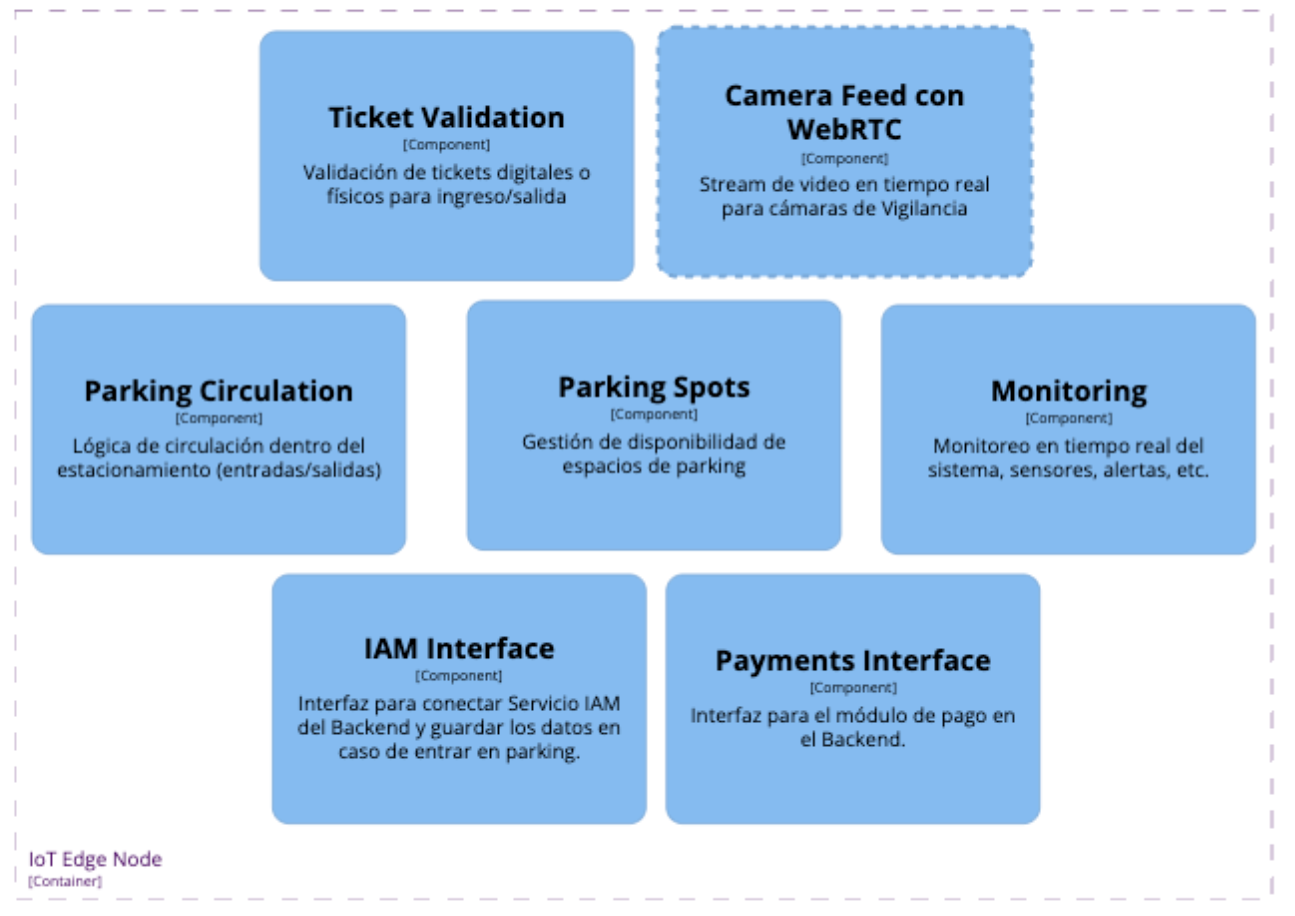 Ticket Validation
[Component]
Validación de tickets digitales o
físicos para ingreso/salida
Camera Feed con
WebRTC
[Component]
Stream de video en tiempo real
para cámaras de Vigilancia
Parking Circulation
[Component]
Lógica de circulación dentro del
estacionamiento (entradas/salidas)
Parking Spots
[Component]
Gestión de disponibilidad de
espacios de parking
Monitoring
[Component]
Monitoreo en tiempo real del
sistema, sensores, alertas, etc.
IAM Interface
[Component]
Interfaz para conectar Servicio IAM
del Backend y guardar los datos en
caso de entrar en parking.
Payments Interface
[Component]
Interfaz para el módulo de pago en
el Backend.
IoT Edge Node
[Container]